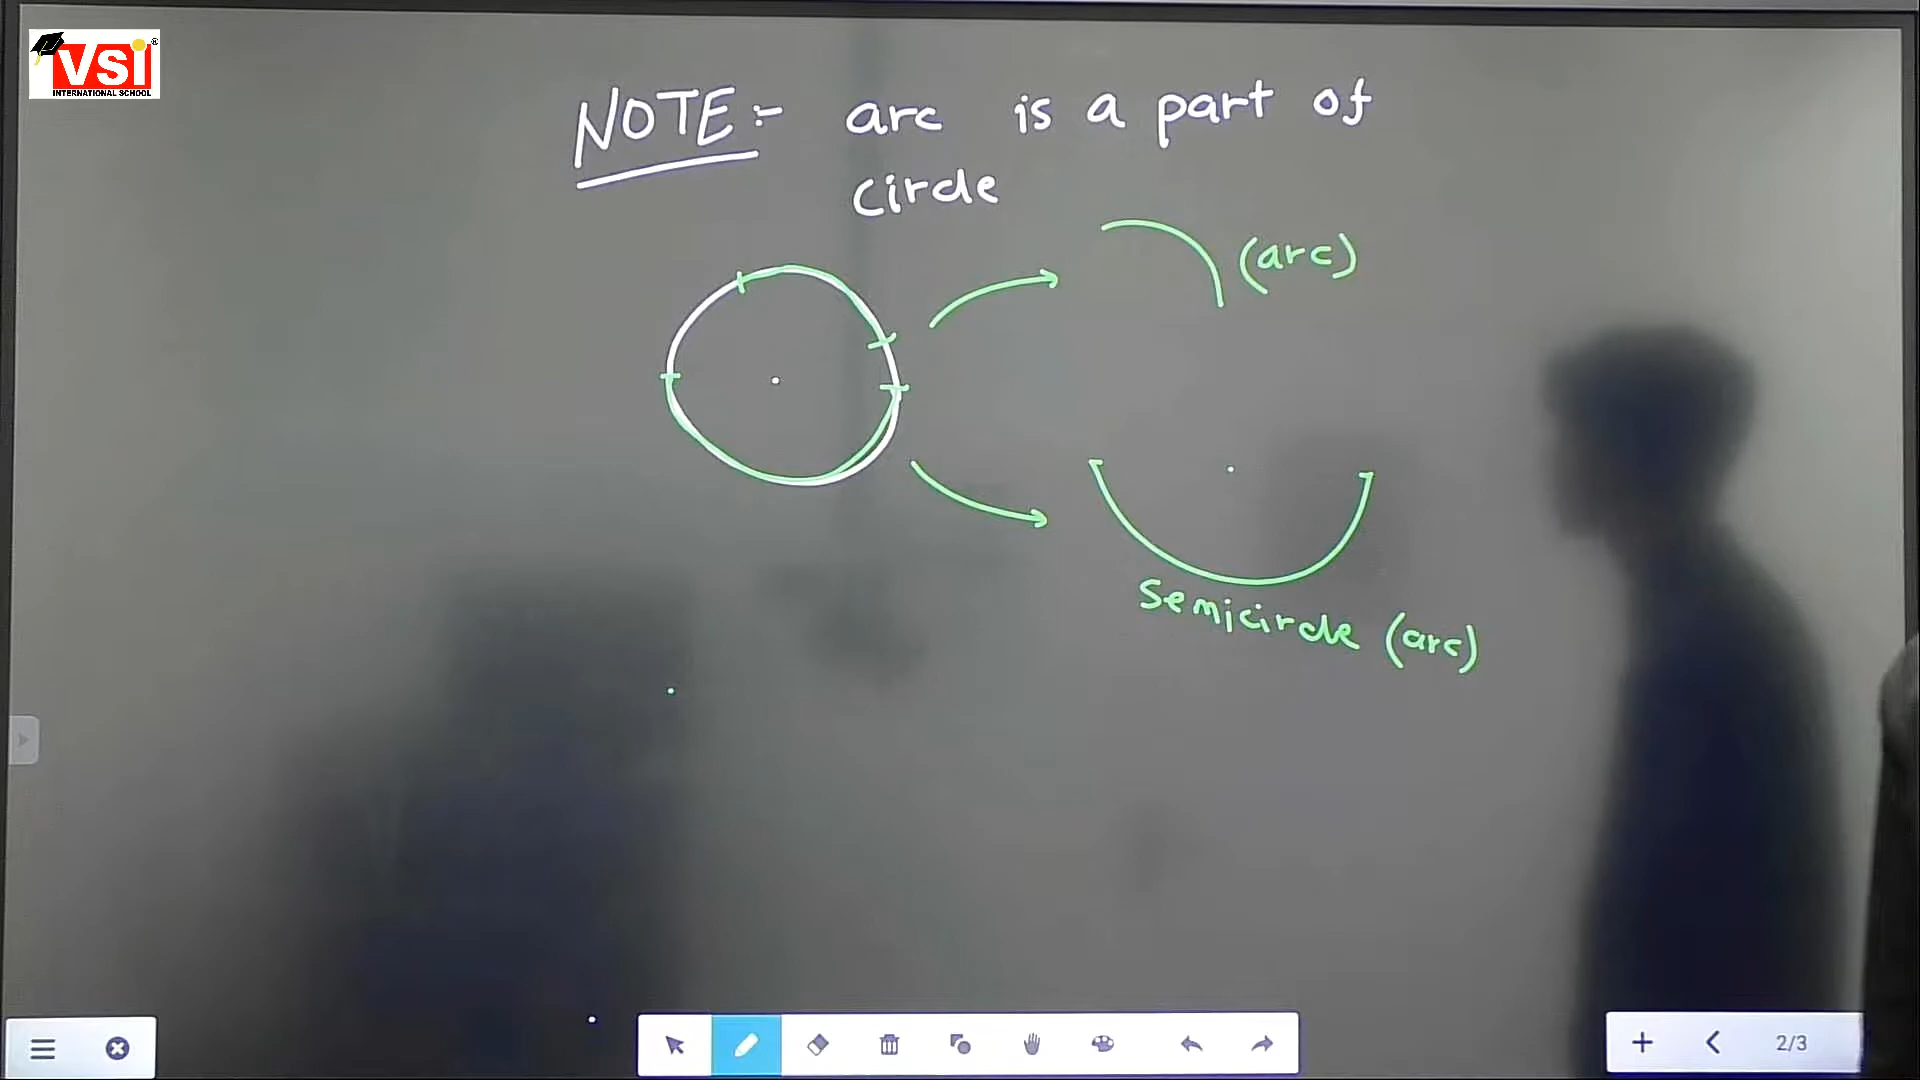 VSI
INTERNATIONAL SCHOOL
NOTE:- arc is a part of
circle
(arc)
Semicircle (arc)
2/3